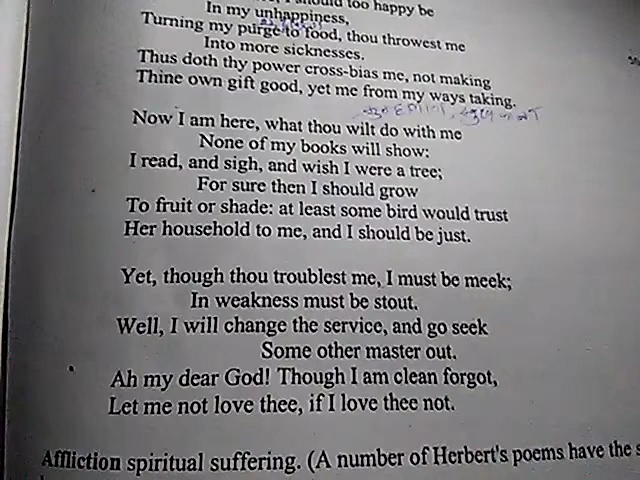 I should too happy be
In my unhappiness,
Turning my purge to food, thou throwest me
Into more sicknesses.
Thus doth thy power cross-bias me, not making
Thine own gift good, yet me from my ways taking.
Now I am here, what thou wilt do with me
None of my books will show:
I read, and sigh, and wish I were a tree;
For sure then I should grow
To fruit or shade: at least some bird would trust
Her household to me, and I should be just.
Yet, though thou troublest me, I must be meek;
In weakness must be stout.
Well, I will change the service, and go seek
Some other master out.
Ah my dear God! Though I am clean forgot,
Let me not love thee, if I love thee not.
Affliction spiritual suffering. (A number of Herbert's poems have the